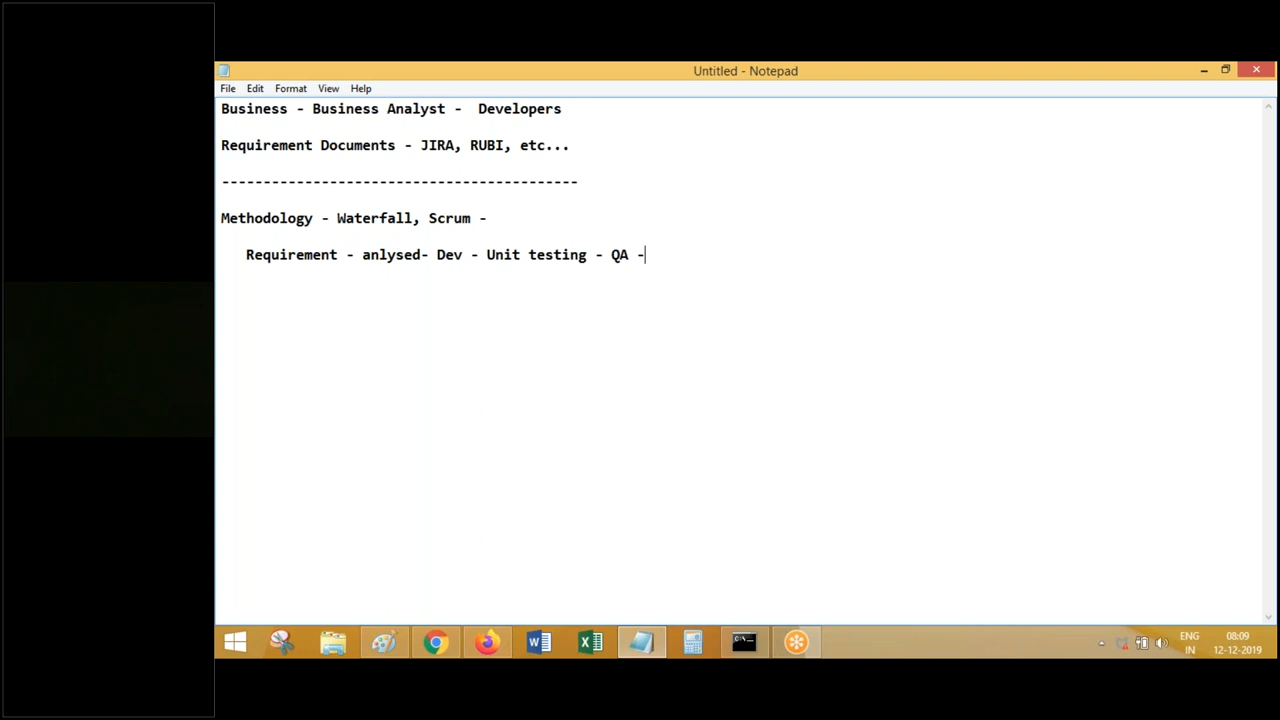 Untitled - Notepad
File Edit Format View Help
Business - Business Analyst -  Developers
Requirement Documents - JIRA, RUBI, etc...
-------------------------------------------
Methodology - Waterfall, Scrum -
Requirement - anlysed- Dev - Unit testing - QA -
ENG 08:09
IN 12-12-2019